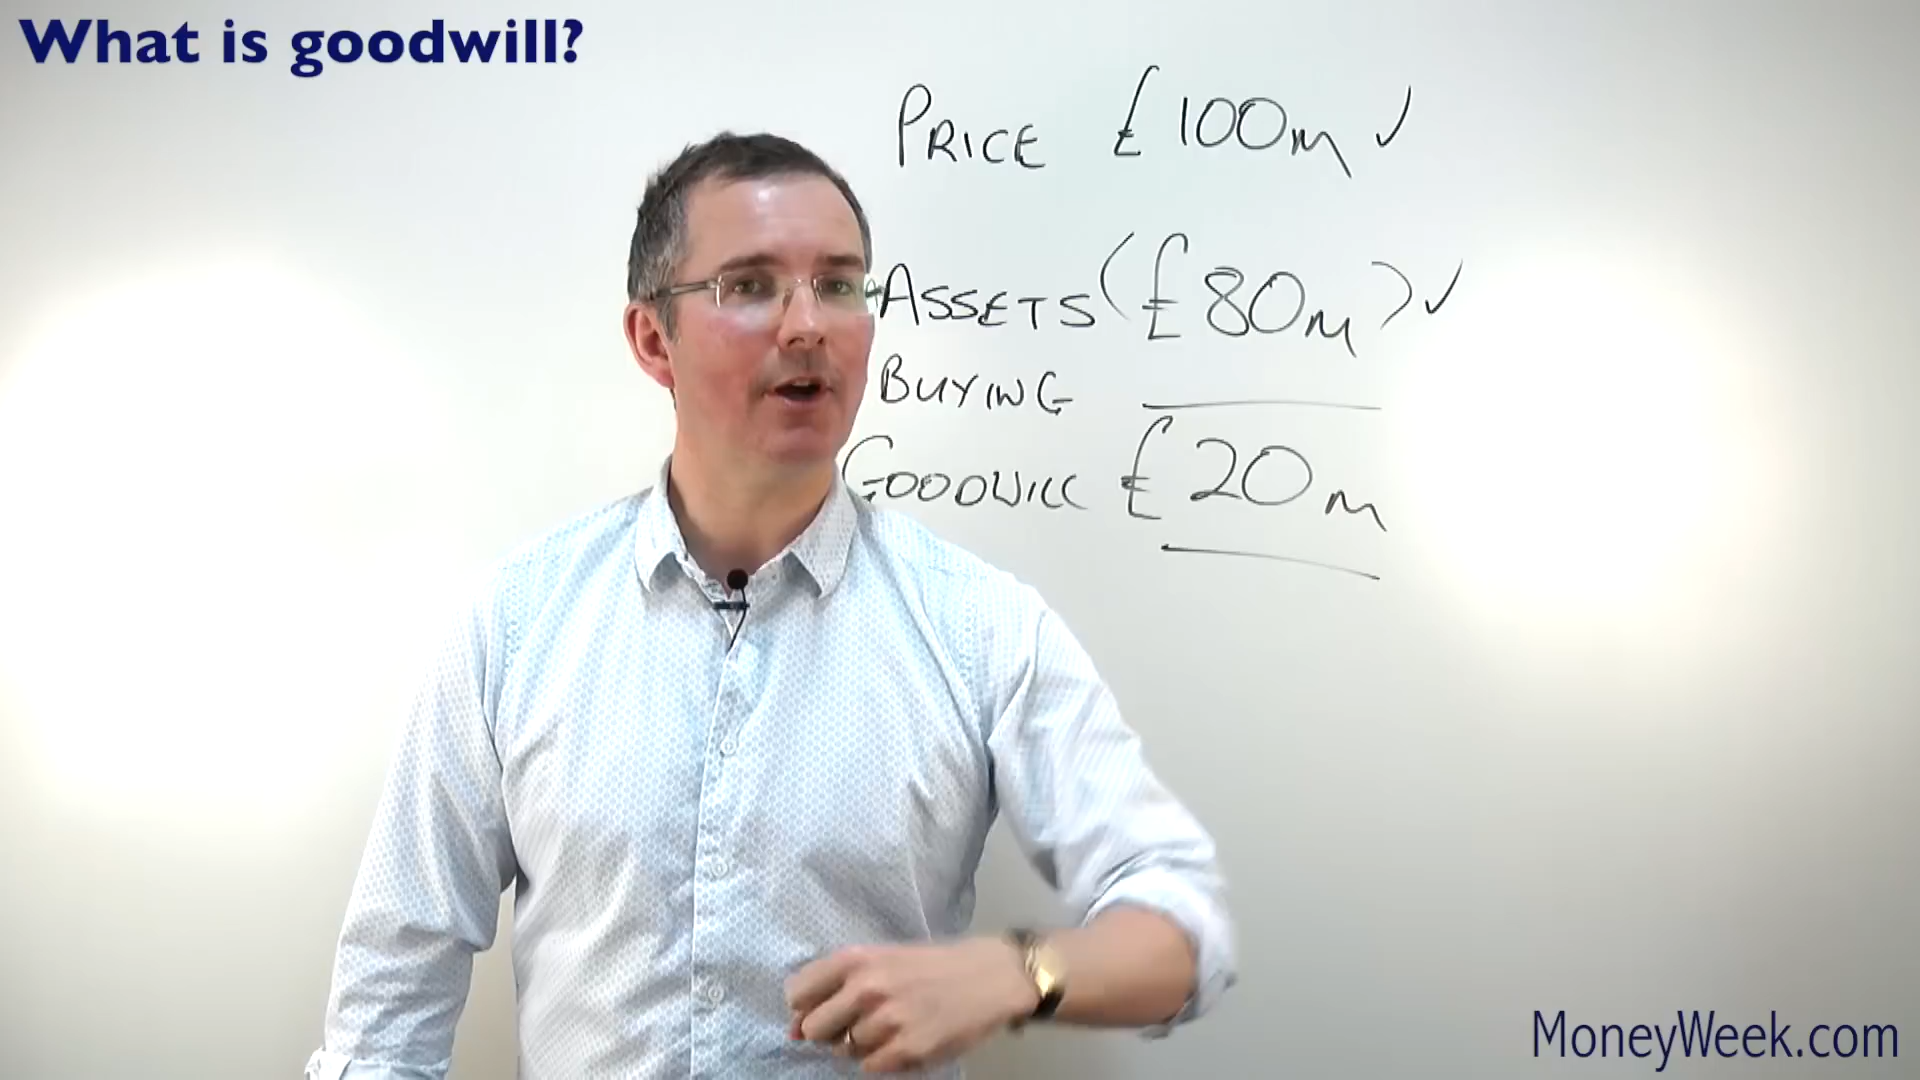 What is goodwill?
PRICE £100m ✓
ASSETS (£80m) ✓
BUYING
GOODWILL £20m
MoneyWeek.com